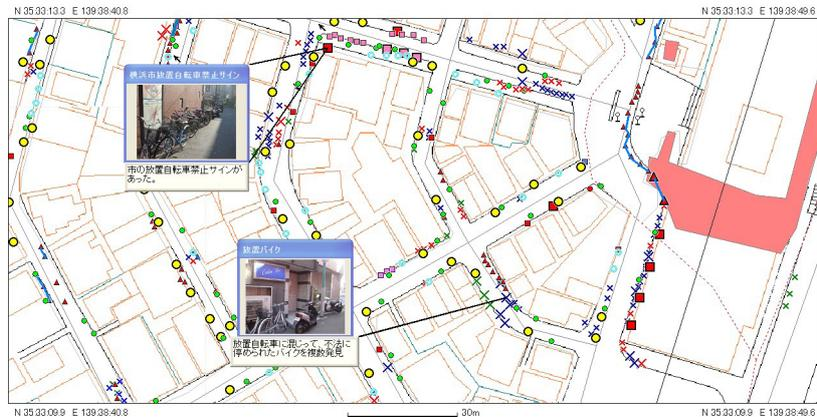 N 35.33.13.3 E 139.38.40.8
N 35.33.13.3 E 139.38.49.6
横浜市放置自転車禁止サイン
市の放置自転車禁止サインが
あった。
放置バイク
放置自転車に混じって、不法に
停められたバイクを複数発見
N 35.33.09.9 E 139.38.40.8
30m
N 35.33.09.9 E 139.38.49.6